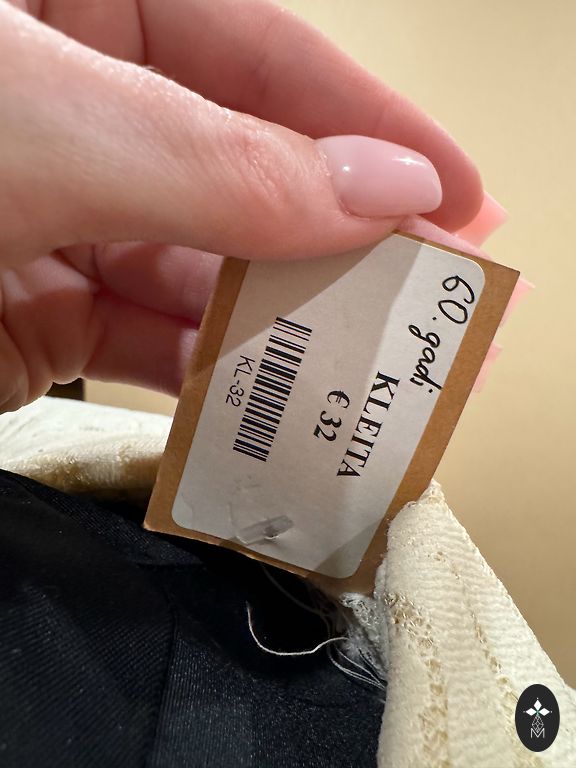 60. gadi
KLEITA
€ 32
KL-32